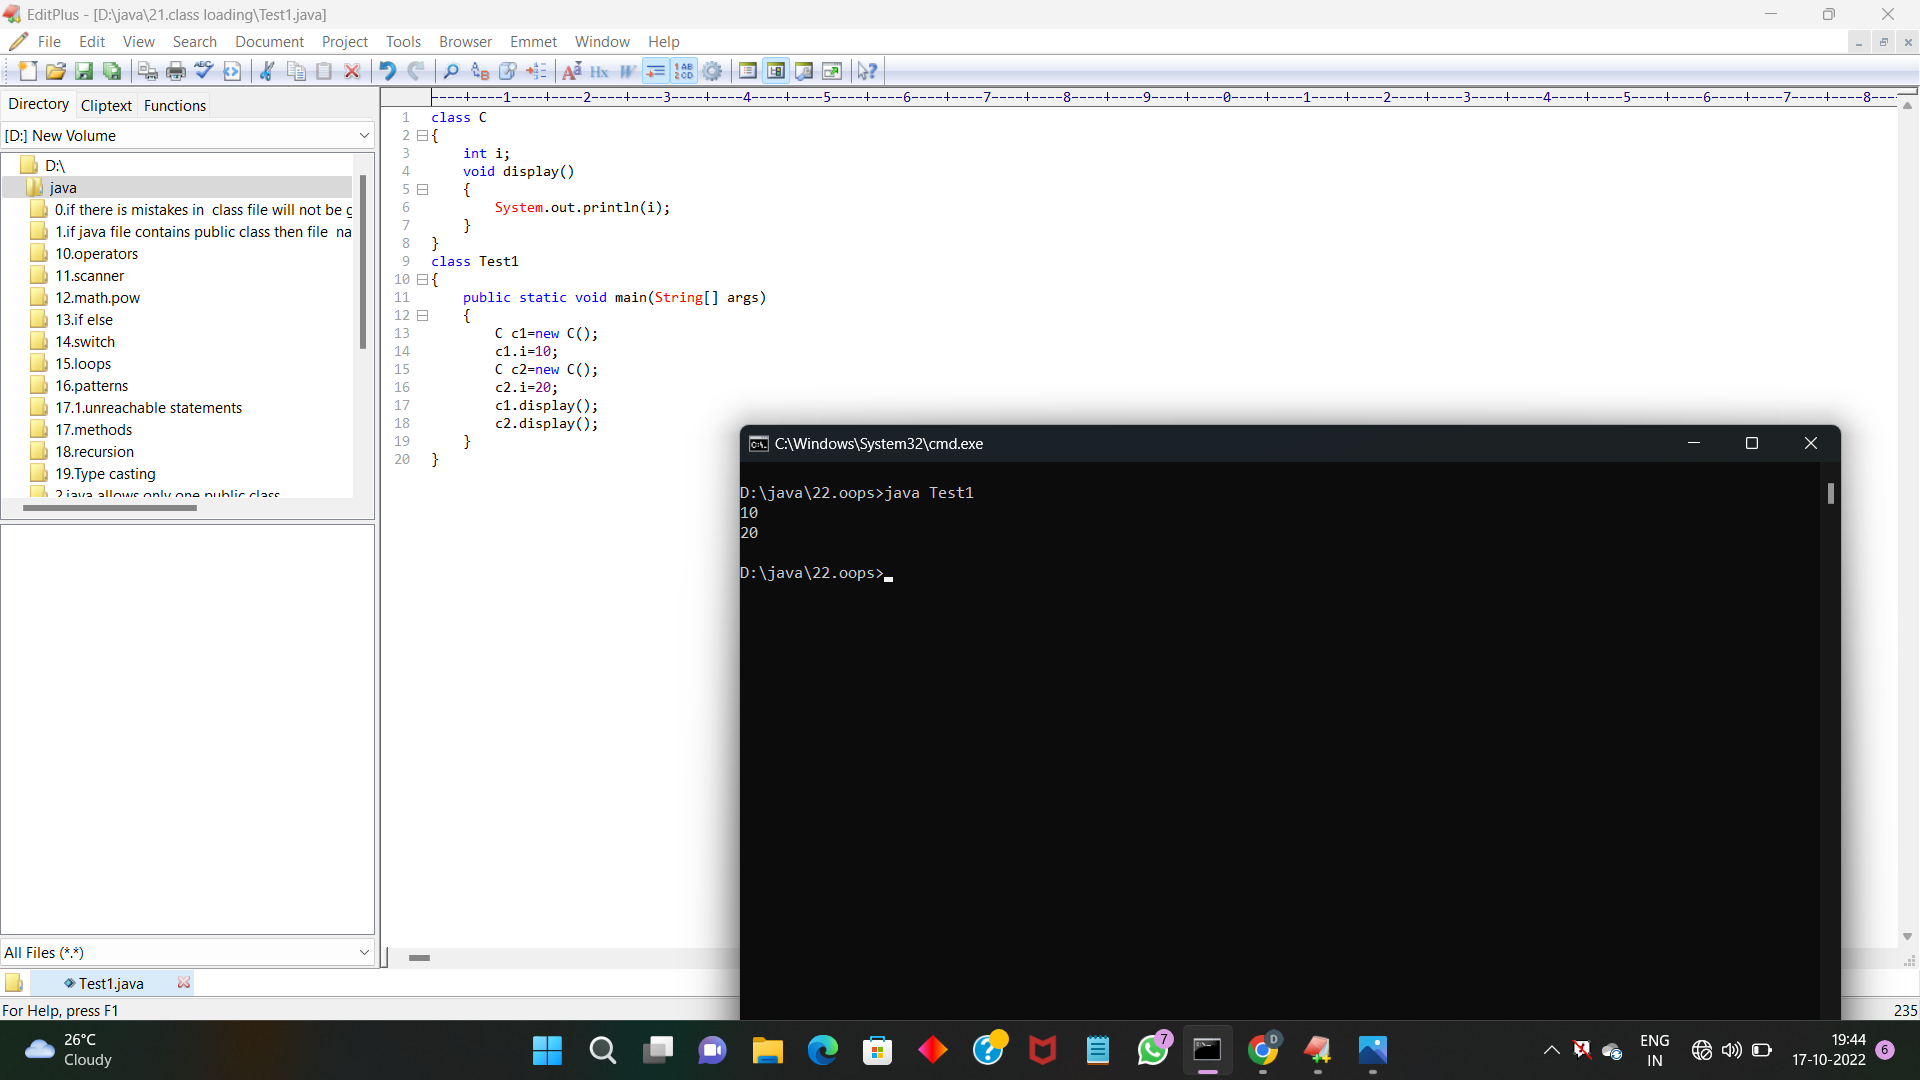 EditPlus - [D:\java\21.class loading\Test1.java]
File Edit View Search Document Project Tools Browser Emmet Window Help
Directory Cliptext Functions
[D:] New Volume
D:\
java
0.if there is mistakes in class file will not be g
1.if java file contains public class then file na
10.operators
11.scanner
12.math.pow
13.if else
14.switch
15.loops
16.patterns
17.1.unreachable statements
17.methods
18.recursion
19.Type casting
2.java allows only one public class
All Files (*.*)
----+----1----+----2----+----3----+----4----+----5----+----6----+----7----+----8----+----9----+----0----+----1----+----2----+----3----+----4----+----5----+----6----+----7----+----8---
1 class C
2 {
3 int i;
4 void display()
5 {
6 System.out.println(i);
7 }
8 }
9 class Test1
10 {
11 public static void main(String[] args)
12 {
13 C c1=new C();
14 c1.i=10;
15 C c2=new C();
16 c2.i=20;
17 c1.display();
18 c2.display();
19 }
20 }
C:\Windows\System32\cmd.exe
D:\java\22.oops>java Test1
10
20
D:\java\22.oops>
Test1.java
For Help, press F1
235
26°C
Cloudy
7
D
ENG
IN
19:44
17-10-2022
6